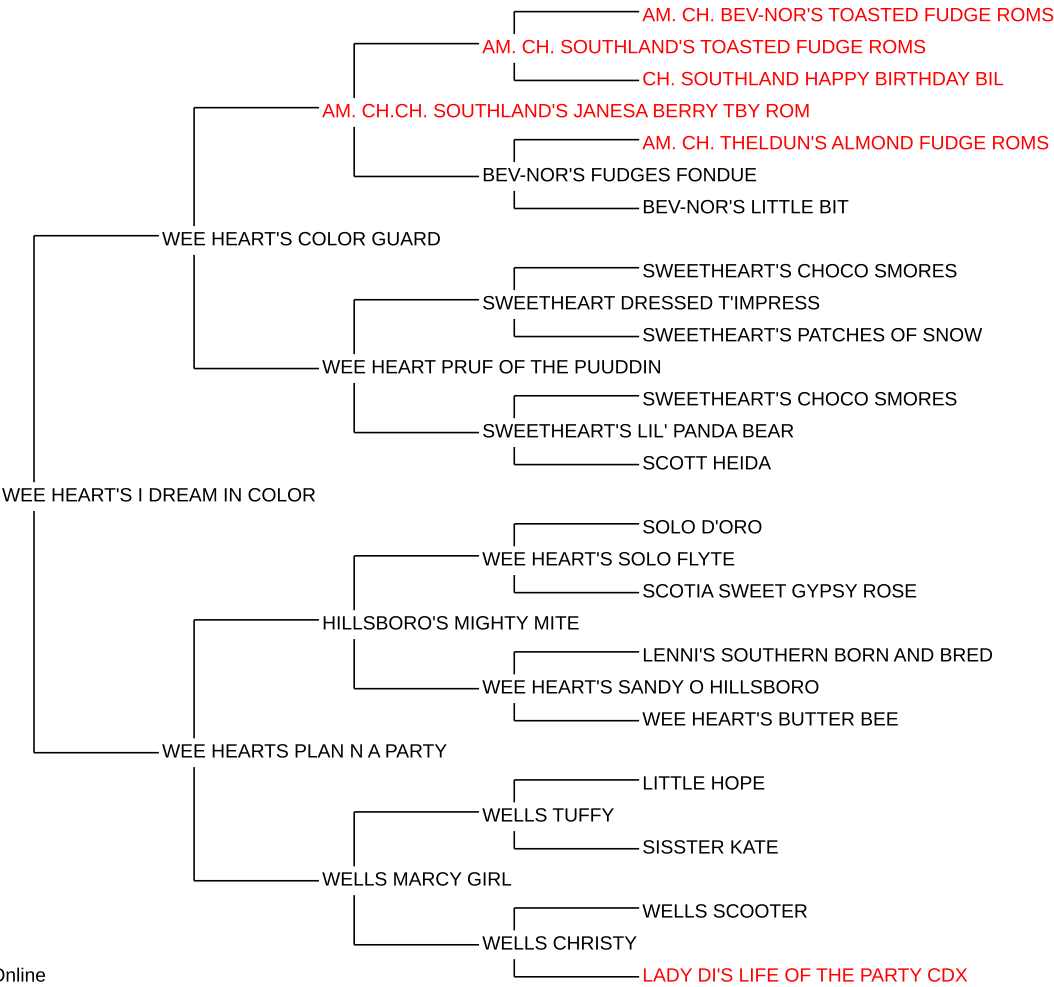 AM. CH. BEV-NOR'S TOASTED FUDGE ROMS
AM. CH. SOUTHLAND'S TOASTED FUDGE ROMS
CH. SOUTHLAND HAPPY BIRTHDAY BIL
AM. CH.CH. SOUTHLAND'S JANESA BERRY TBY ROM
AM. CH. THELDUN'S ALMOND FUDGE ROMS
BEV-NOR'S FUDGES FONDUE
BEV-NOR'S LITTLE BIT
WEE HEART'S COLOR GUARD
SWEETHEART'S CHOCO SMORES
SWEETHEART DRESSED T'IMPRESS
SWEETHEART'S PATCHES OF SNOW
WEE HEART PRUF OF THE PUUDDIN
SWEETHEART'S CHOCO SMORES
SWEETHEART'S LIL' PANDA BEAR
SCOTT HEIDA
WEE HEART'S I DREAM IN COLOR
SOLO D'ORO
WEE HEART'S SOLO FLYTE
SCOTIA SWEET GYPSY ROSE
HILLSBORO'S MIGHTY MITE
LENNI'S SOUTHERN BORN AND BRED
WEE HEART'S SANDY O HILLSBORO
WEE HEART'S BUTTER BEE
WEE HEARTS PLAN N A PARTY
LITTLE HOPE
WELLS TUFFY
SISSTER KATE
WELLS MARCY GIRL
WELLS SCOOTER
WELLS CHRISTY
LADY DI'S LIFE OF THE PARTY CDX
Online